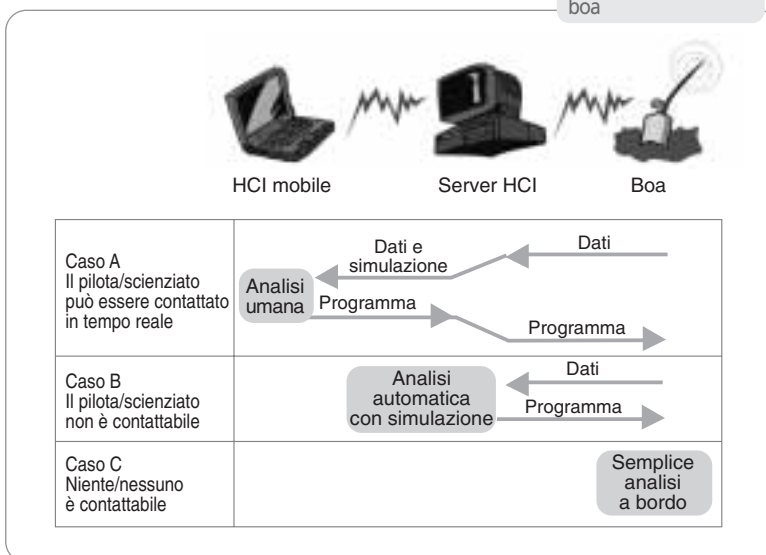 boa
HCI mobile
Server HCI
Boa
Caso A
Il pilota/scienziato
può essere contattato
in tempo reale
Analisi
umana
Dati e
simulazione
Dati
Programma
Programma
Caso B
Il pilota/scienziato
non è contattabile
Analisi
automatica
con simulazione
Dati
Programma
Caso C
Niente/nessuno
è contattabile
Semplice
analisi
a bordo